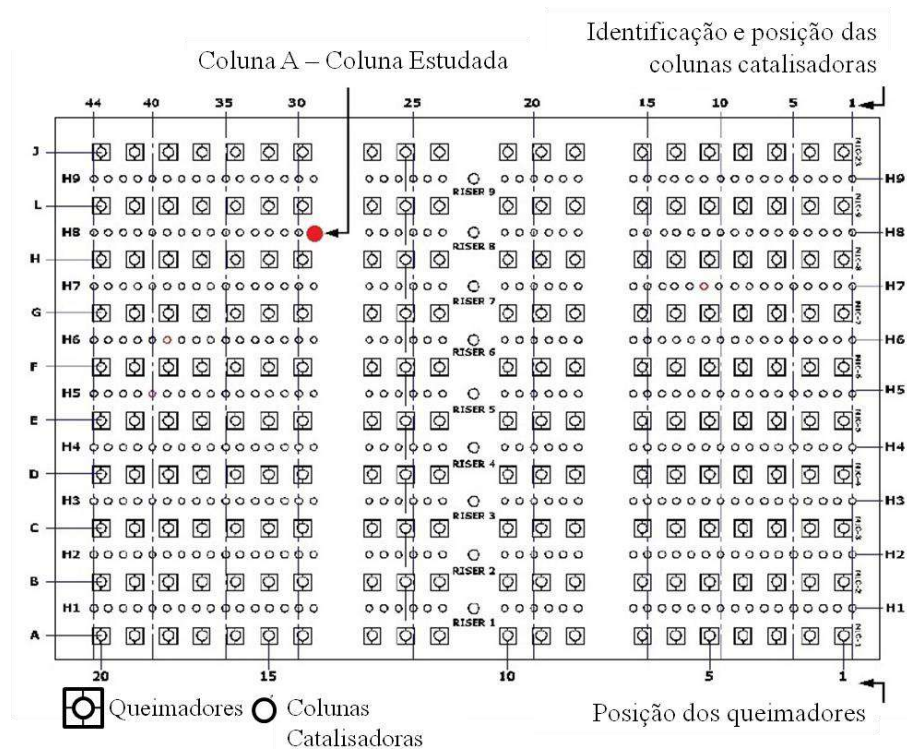 Identificação e posição das
colunas catalisadoras
Coluna A – Coluna Estudada
44 40 35 30 25 20 15 10 5 1
J
H9 H9
RISER 9
L
H8 H8
RISER 8
H
H7 H7
RISER 7
G
H6 H6
RISER 6
F
H5 H5
RISER 5
E
H4 H4
RISER 4
D
H3 H3
RISER 3
C
H2 H2
RISER 2
B
H1 H1
RISER 1
A
20 15 10 5 1
Queimadores
Colunas
Catalisadoras
Posição dos queimadores